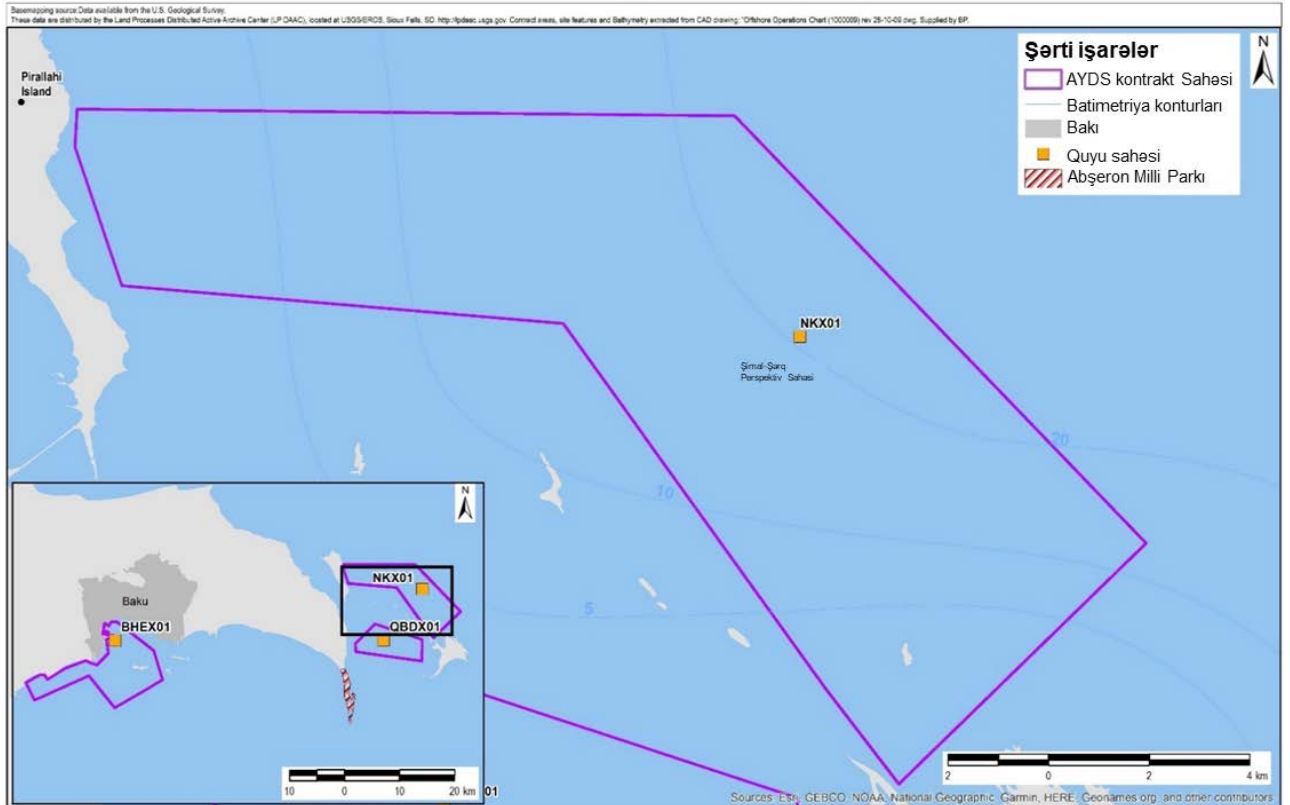 Basemapping source:Data available from the U.S. Geological Survey.
These data are distributed by the Land Processes Distributed Active Archive Center (LP DAAC), located at USGS/EROS, Sioux Falls, SD. http://lpdaac.usgs.gov. Contract areas, site features and Bathymetry extracted from CAD drawing: "Offshore Operations Chart (1000009) rev 28-10-09.dwg. Supplied by BP.
Pirallahi
Island
Şərti işarələr
AYDS kontrakt Sahəsi
Batimetriya konturları
Bakı
Quyu sahəsi
Abşeron Milli Parkı
N
NKX01
Şimal-Şərq
Perspektiv Sahəsi
20
10
5
N
Baku
NKX01
BHEX01
QBDX01
10 0 10 20 km
01
2 0 2 4 km
Sources: Esri, GEBCO, NOAA, National Geographic, Garmin, HERE, Geonames.org, and other contributors